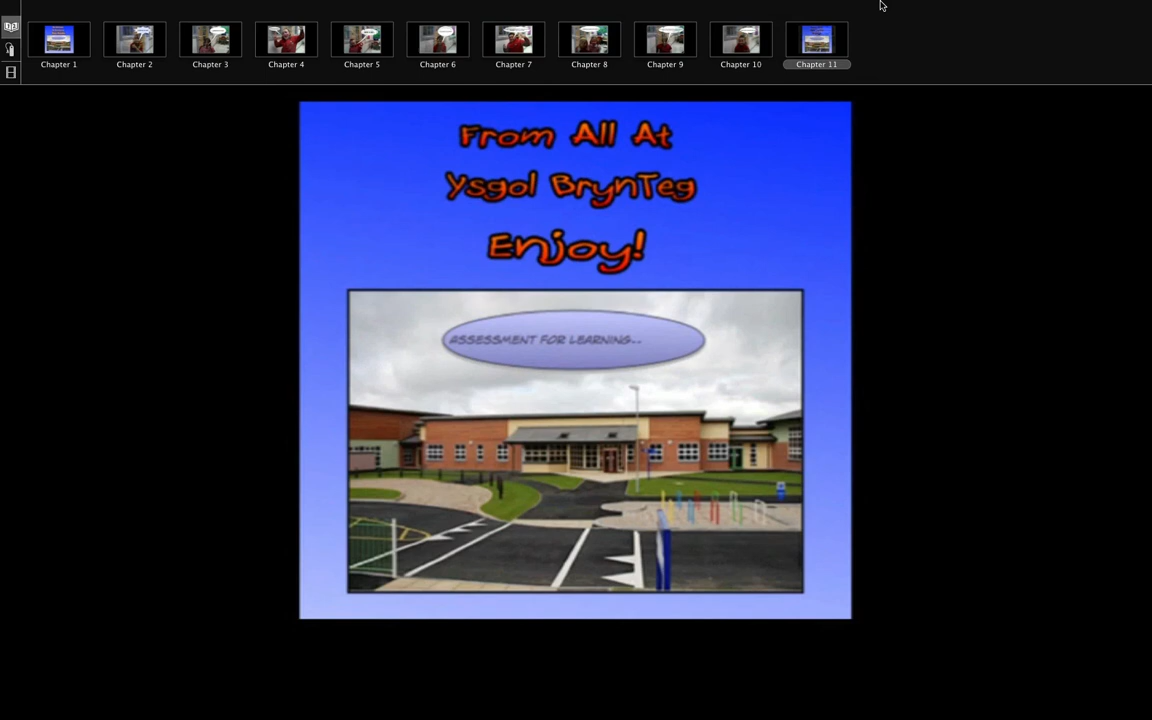 Chapter 1
Chapter 2
Chapter 3
Chapter 4
Chapter 5
Chapter 6
Chapter 7
Chapter 8
Chapter 9
Chapter 10
Chapter 11
From All At
Ysgol BrynTeg
Enjoy!
ASSESSMENT FOR LEARNING..